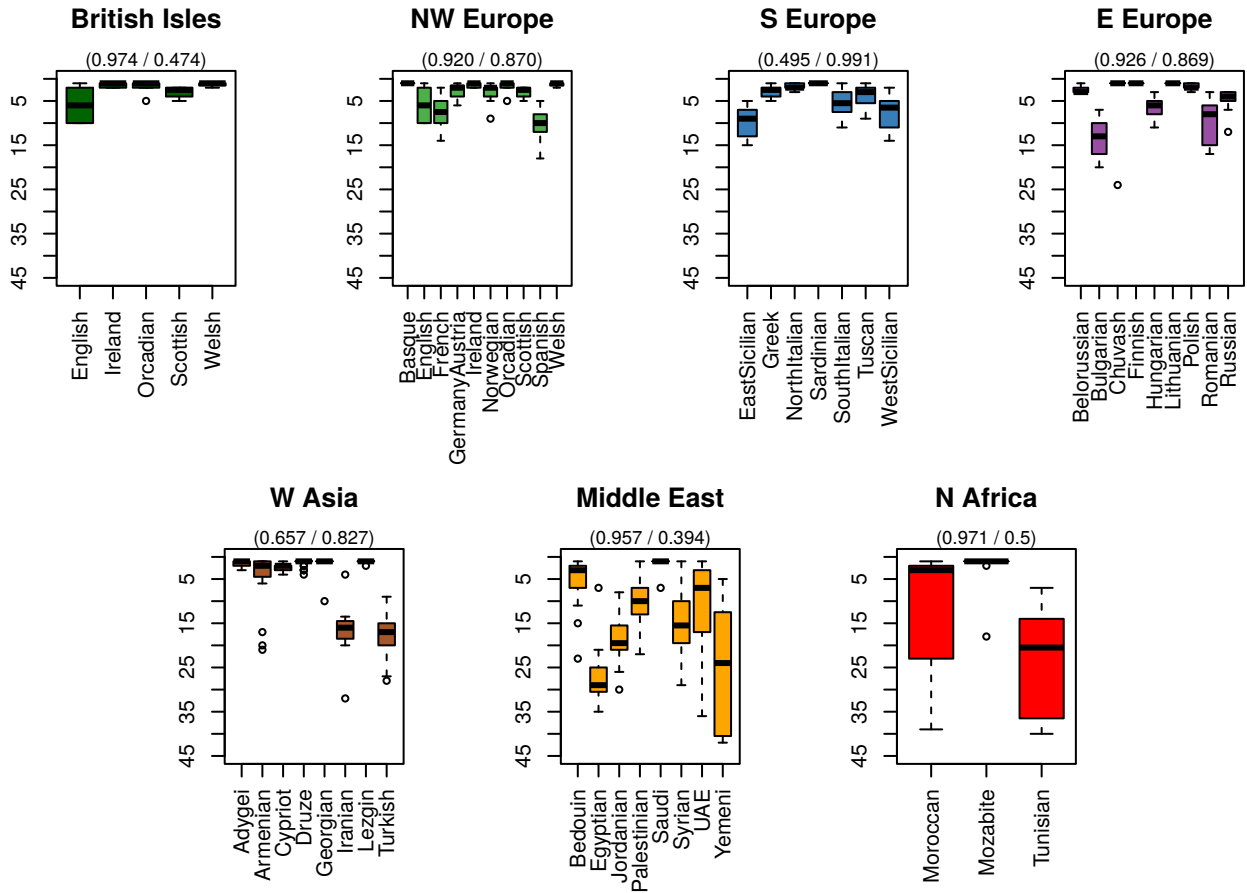 British Isles
(0.974 / 0.474)
5
15
25
35
45
English
Ireland
Orcadian
Scottish
Welsh
NW Europe
(0.920 / 0.870)
5
15
25
35
45
Basque
English
French
GermanyAustria
Ireland
Norwegian
Orcadian
Scottish
Spanish
Welsh
S Europe
(0.495 / 0.991)
5
15
25
35
45
EastSicilian
Greek
NorthItalian
Sardinian
SouthItalian
Tuscan
WestSicilian
E Europe
(0.926 / 0.869)
5
15
25
35
45
Belorussian
Bulgarian
Chuvash
Finnish
Hungarian
Lithuanian
Polish
Romanian
Russian
W Asia
(0.657 / 0.827)
5
15
25
35
45
Adygei
Armenian
Cypriot
Druze
Georgian
Iranian
Lezgin
Turkish
Middle East
(0.957 / 0.394)
5
15
25
35
45
Bedouin
Egyptian
Jordanian
Palestinian
Saudi
Syrian
UAE
Yemeni
N Africa
(0.971 / 0.5)
5
15
25
35
45
Moroccan
Mozabite
Tunisian